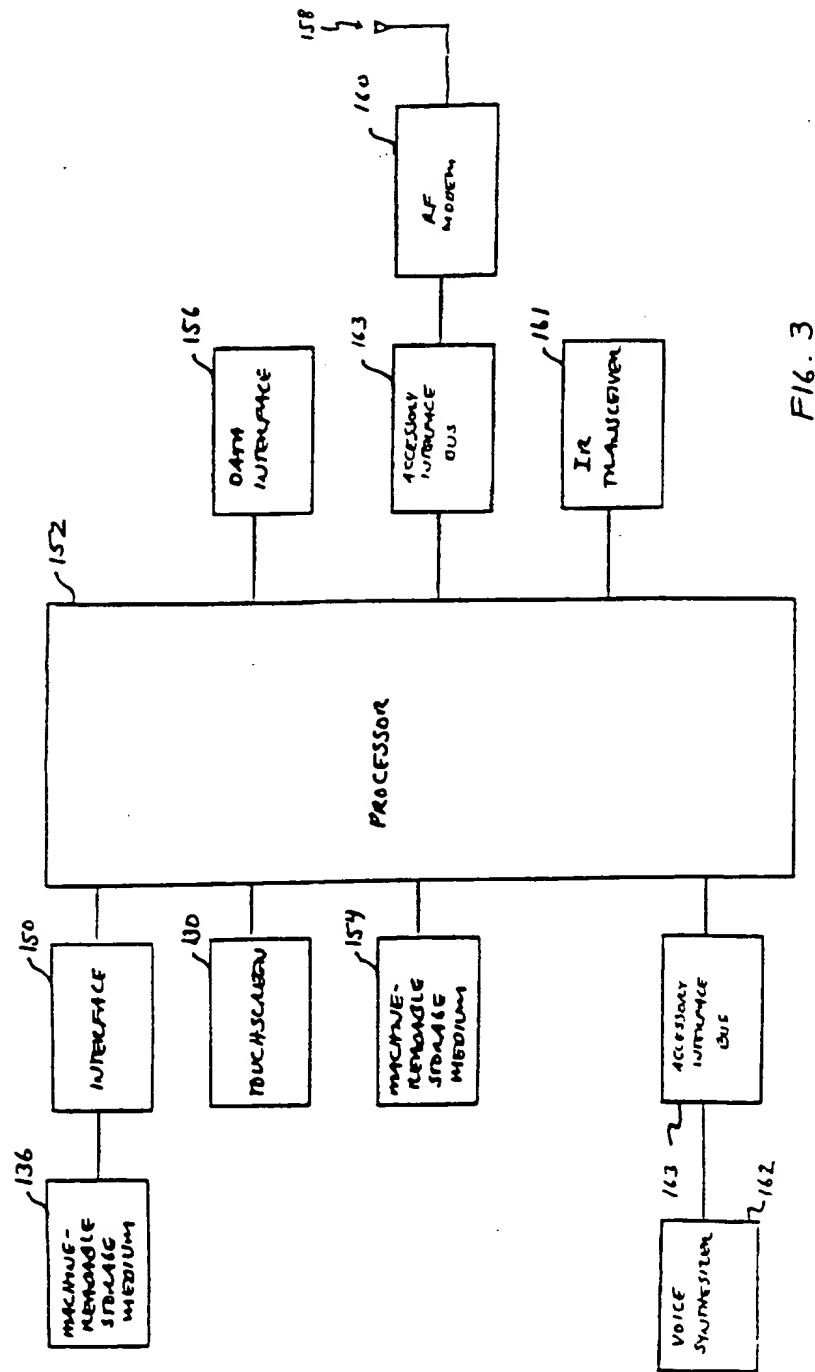 136
MACHINE-
READABLE
STORAGE
MEDIUM
150
INTERFACE
130
TOUCHSCREEN
154
MACHINE-
READABLE
STORAGE
MEDIUM
VOICE
SYNTHESIZER
162
163
ACCESSORY
INTERFACE
BUS
152
PROCESSOR
156
DATA
INTERFACE
163
ACCESSORY
INTERFACE
BUS
160
RF
MODEM
158
161
IR
TRANSCEIVER
FIG. 3